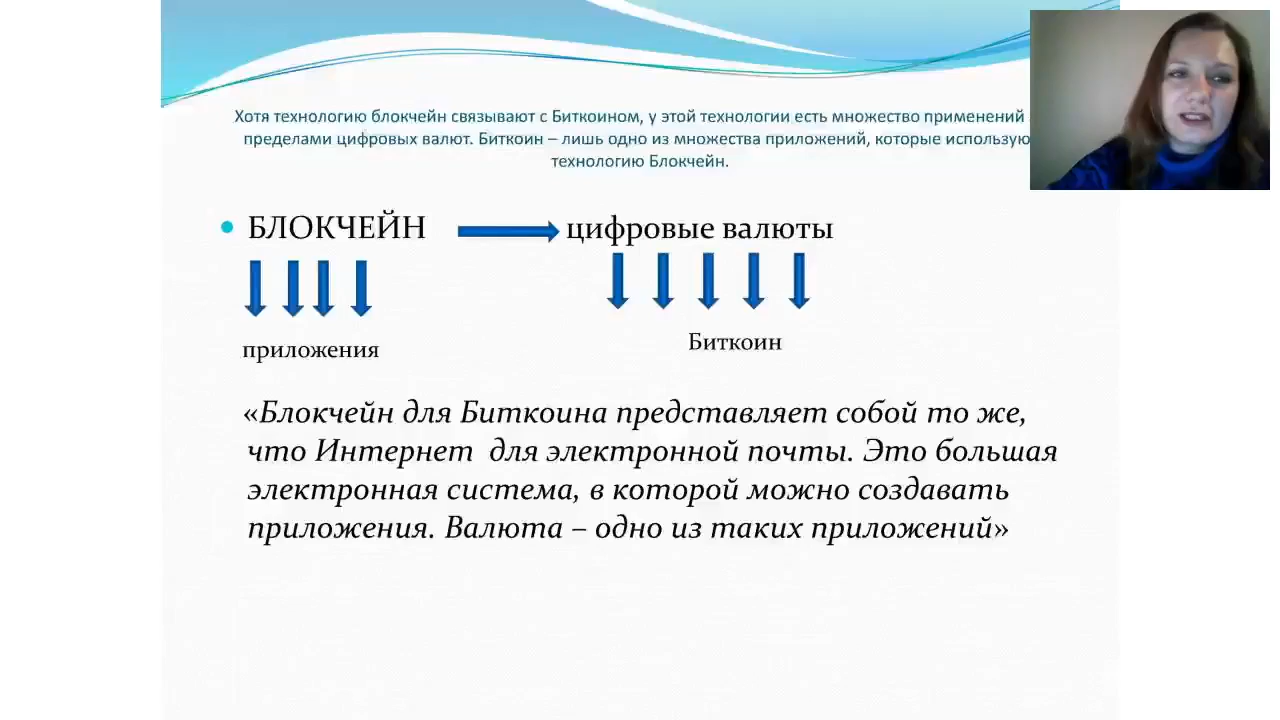 Хотя технологию блокчейн связывают с Биткоином, у этой технологии есть множество применений
пределами цифровых валют. Биткоин – лишь одно из множества приложений, которые использую
технологию Блокчейн.
БЛОКЧЕЙН цифровые валюты
приложения Биткоин
«Блокчейн для Биткоина представляет собой то же,
что Интернет для электронной почты. Это большая
электронная система, в которой можно создавать
приложения. Валюта – одно из таких приложений»